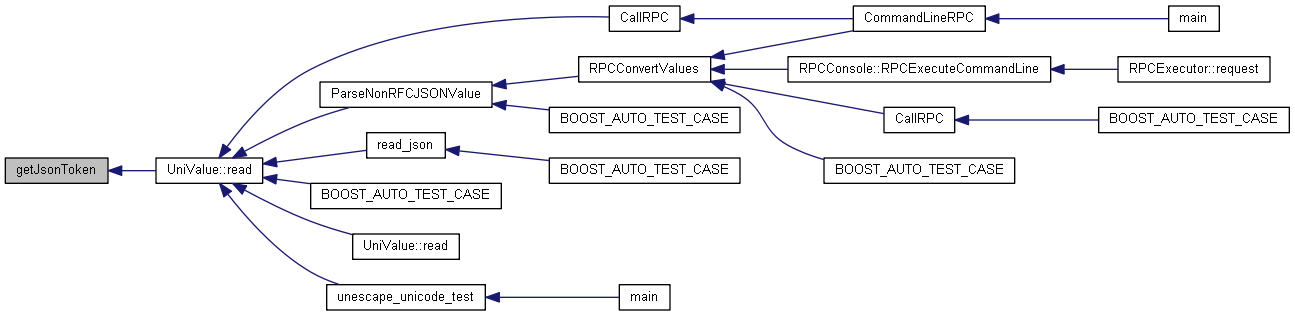 CallRPC
CommandLineRPC
main
RPCConvertValues
RPCConsole::RPCExecuteCommandLine
RPCExecutor::request
ParseNonRFCJSONValue
BOOST_AUTO_TEST_CASE
CallRPC
BOOST_AUTO_TEST_CASE
read_json
getJsonToken
UniValue::read
BOOST_AUTO_TEST_CASE
BOOST_AUTO_TEST_CASE
BOOST_AUTO_TEST_CASE
UniValue::read
unescape_unicode_test
main